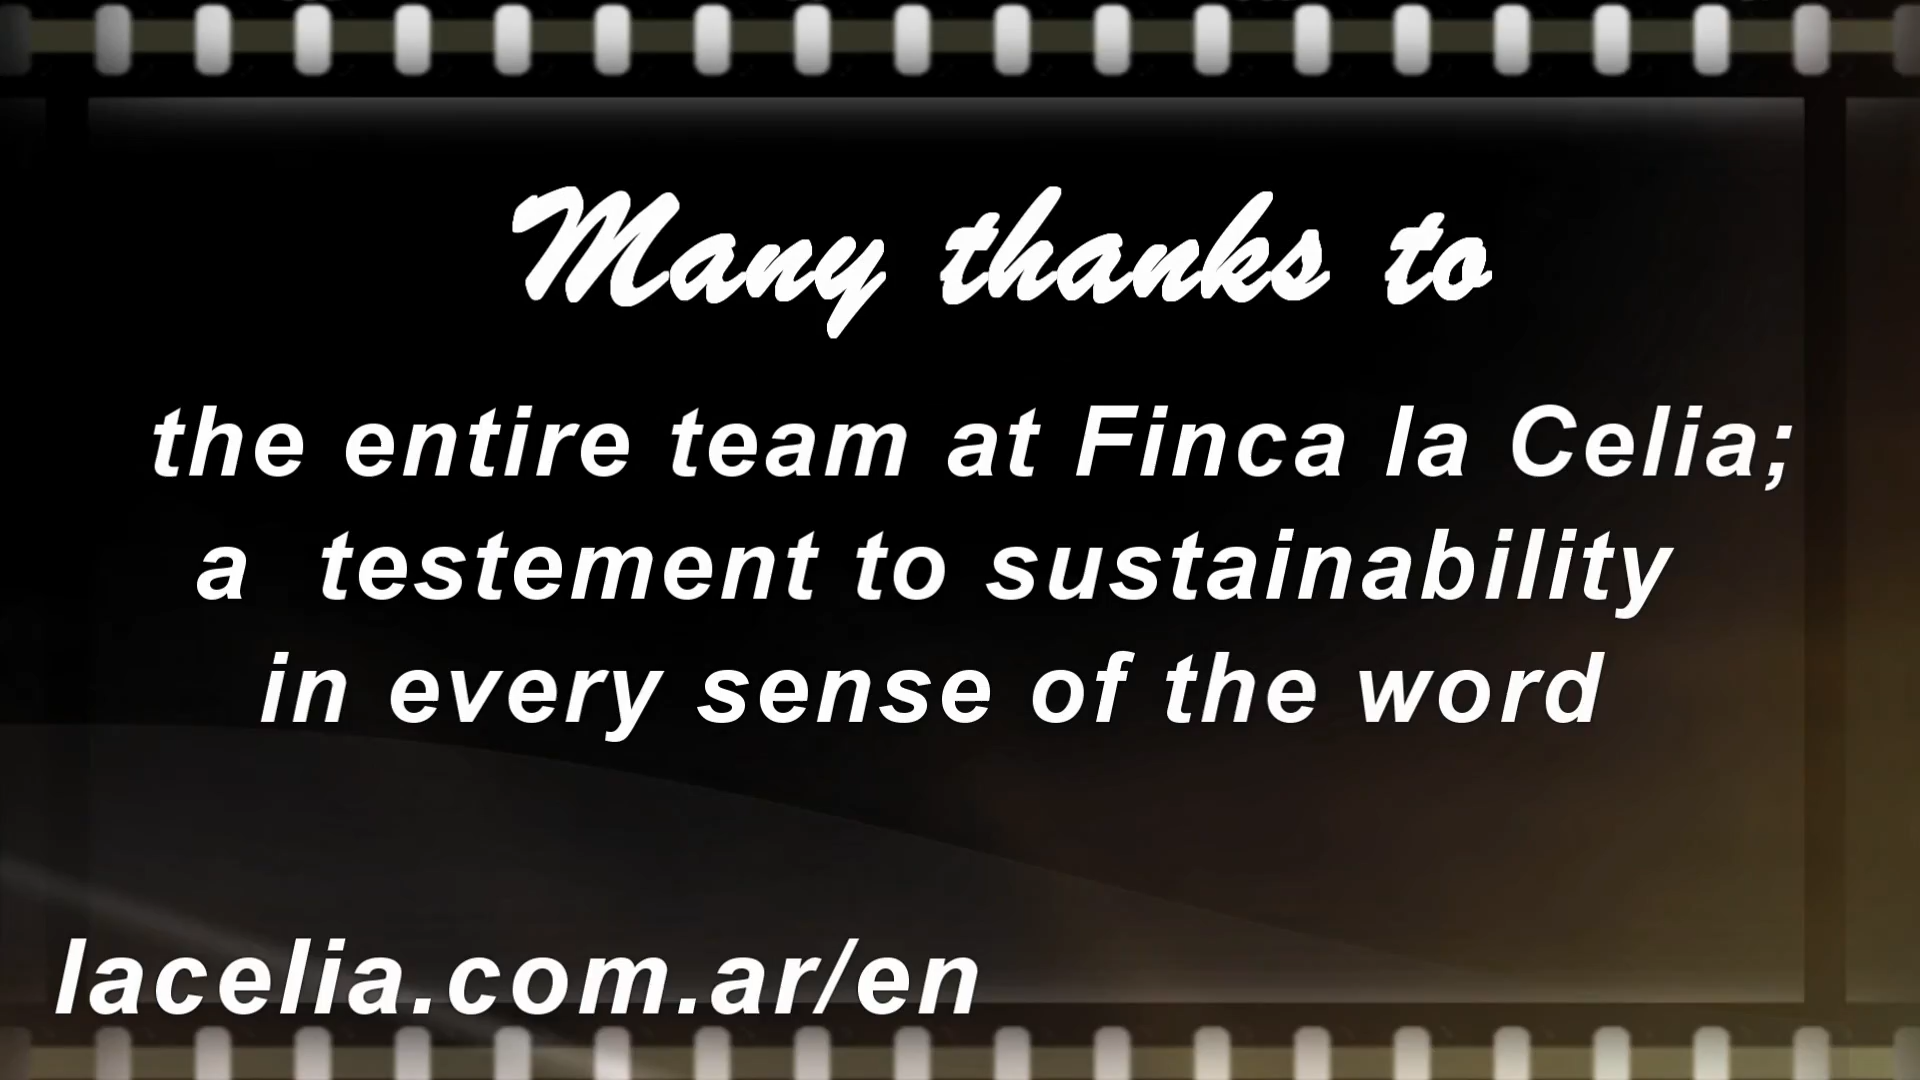 Many thanks to
the entire team at Finca la Celia;
a testement to sustainability
in every sense of the word
lacelia.com.ar/en